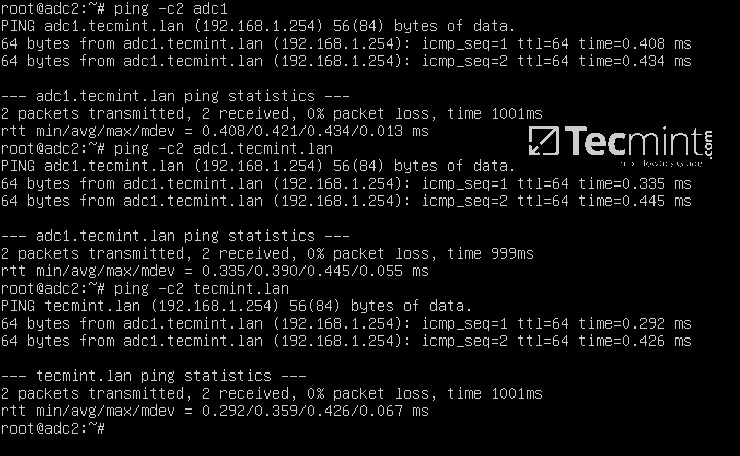 root@adc2:~# ping -c2 adc1
PING adc1.tecmint.lan (192.168.1.254) 56(84) bytes of data.
64 bytes from adc1.tecmint.lan (192.168.1.254): icmp_seq=1 ttl=64 time=0.408 ms
64 bytes from adc1.tecmint.lan (192.168.1.254): icmp_seq=2 ttl=64 time=0.434 ms
--- adc1.tecmint.lan ping statistics ---
2 packets transmitted, 2 received, 0% packet loss, time 1001ms
rtt min/avg/max/mdev = 0.408/0.421/0.434/0.013 ms
root@adc2:~# ping -c2 adc1.tecmint.lan
Tecmint.com
PING adc1.tecmint.lan (192.168.1.254) 56(84) bytes of data.
64 bytes from adc1.tecmint.lan (192.168.1.254): icmp_seq=1 ttl=64 time=0.335 ms
64 bytes from adc1.tecmint.lan (192.168.1.254): icmp_seq=2 ttl=64 time=0.445 ms
--- adc1.tecmint.lan ping statistics ---
2 packets transmitted, 2 received, 0% packet loss, time 999ms
rtt min/avg/max/mdev = 0.335/0.390/0.445/0.055 ms
root@adc2:~# ping -c2 tecmint.lan
PING tecmint.lan (192.168.1.254) 56(84) bytes of data.
64 bytes from adc1.tecmint.lan (192.168.1.254): icmp_seq=1 ttl=64 time=0.292 ms
64 bytes from adc1.tecmint.lan (192.168.1.254): icmp_seq=2 ttl=64 time=0.426 ms
--- tecmint.lan ping statistics ---
2 packets transmitted, 2 received, 0% packet loss, time 1001ms
rtt min/avg/max/mdev = 0.292/0.359/0.426/0.067 ms
root@adc2:~#